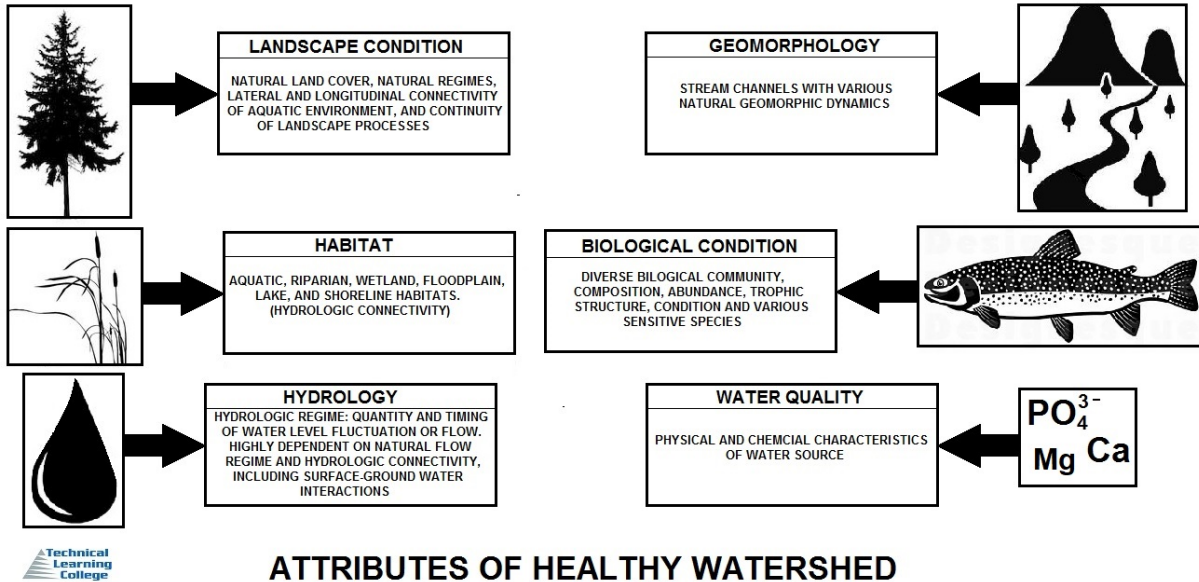 LANDSCAPE CONDITION
NATURAL LAND COVER, NATURAL REGIMES,
LATERAL AND LONGITUDINAL CONNECTIVITY
OF AQUATIC ENVIRONMENT, AND CONTINUITY
OF LANDSCAPE PROCESSES
GEOMORPHOLOGY
STREAM CHANNELS WITH VARIOUS
NATURAL GEOMORPHIC DYNAMICS
HABITAT
AQUATIC, RIPARIAN, WETLAND, FLOODPLAIN,
LAKE, AND SHORELINE HABITATS.
(HYDROLOGIC CONNECTIVITY)
BIOLOGICAL CONDITION
DIVERSE BILOGICAL COMMUNITY,
COMPOSITION, ABUNDANCE, TROPHIC
STRUCTURE, CONDITION AND VARIOUS
SENSITIVE SPECIES
HYDROLOGY
HYDROLOGIC REGIME: QUANTITY AND TIMING
OF WATER LEVEL FLUCTUATION OR FLOW.
HIGHLY DEPENDENT ON NATURAL FLOW
REGIME AND HYDROLOGIC CONNECTIVITY,
INCLUDING SURFACE-GROUND WATER
INTERACTIONS
WATER QUALITY
PHYSICAL AND CHEMCIAL CHARACTERISTICS
OF WATER SOURCE
PO₄³⁻
Mg Ca
Technical
Learning
College
ATTRIBUTES OF HEALTHY WATERSHED